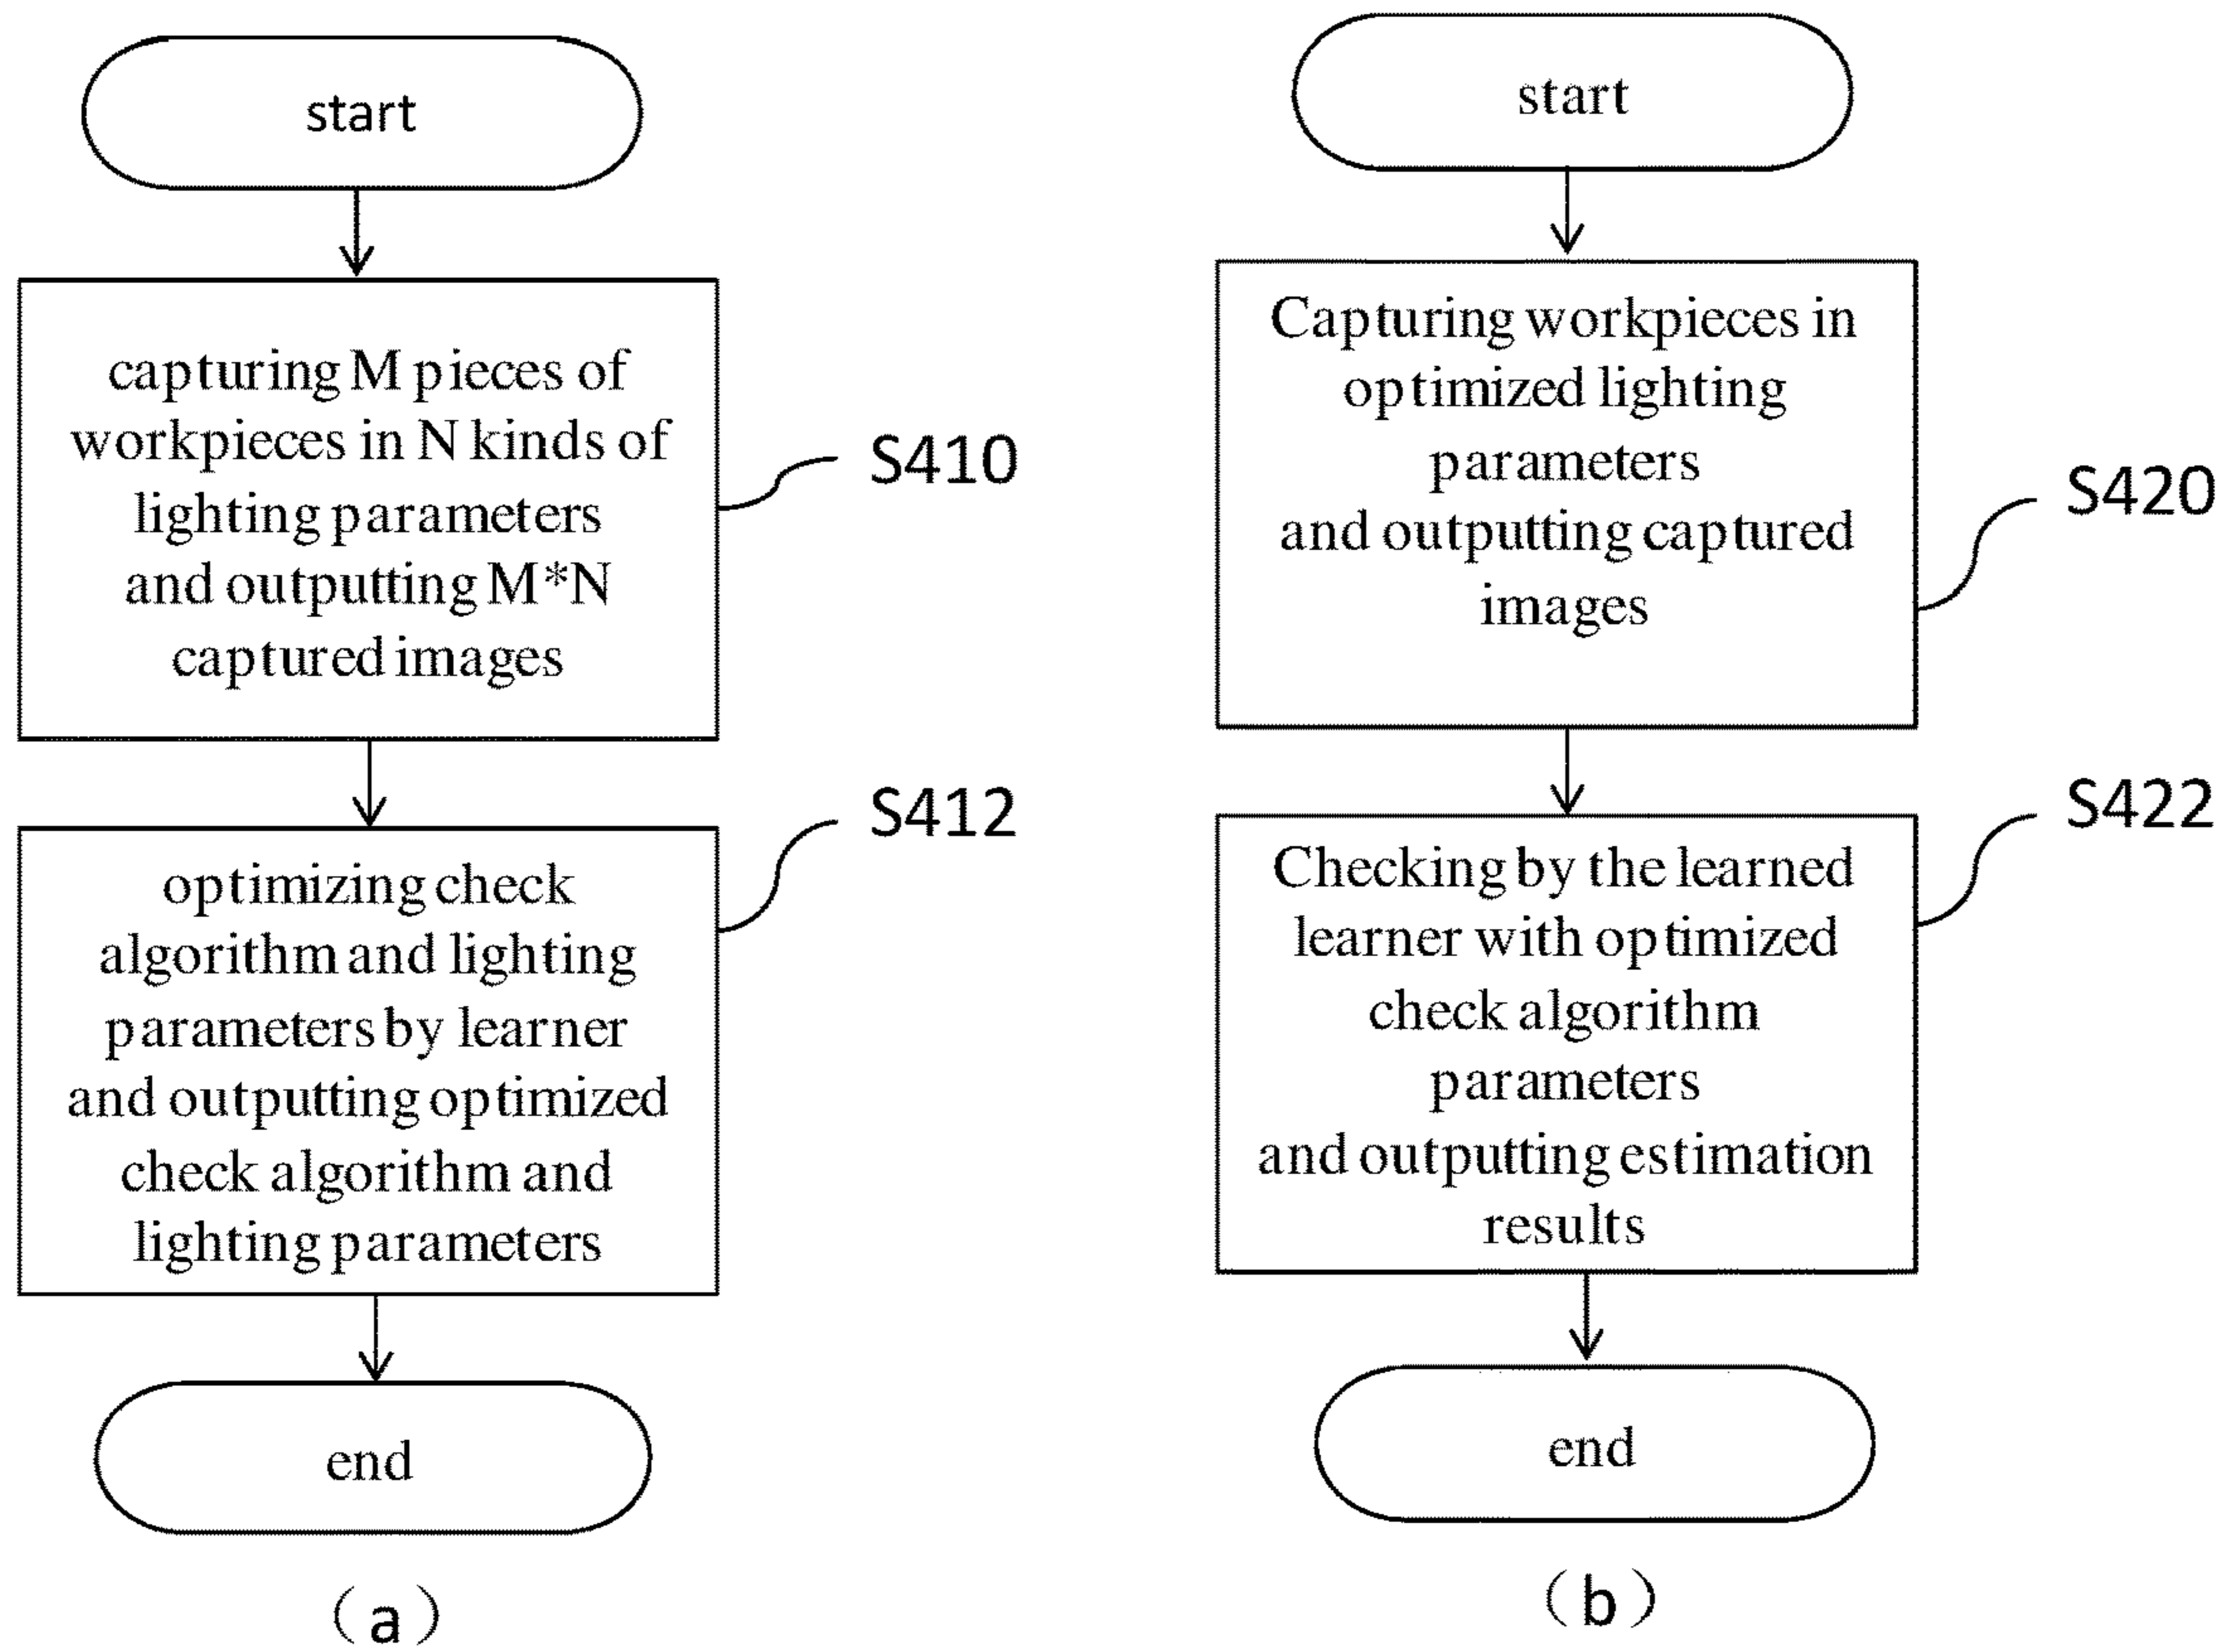 start
capturing M pieces of
workpieces in N kinds of
lighting parameters
and outputting M*N
captured images
S410
optimizing check
algorithm and lighting
parameters by learner
and outputting optimized
check algorithm and
lighting parameters
S412
end
(a)
start
Capturing workpieces in
optimized lighting
parameters
and outputting captured
images
S420
Checking by the learned
learner with optimized
check algorithm
parameters
and outputting estimation
results
S422
end
(b)